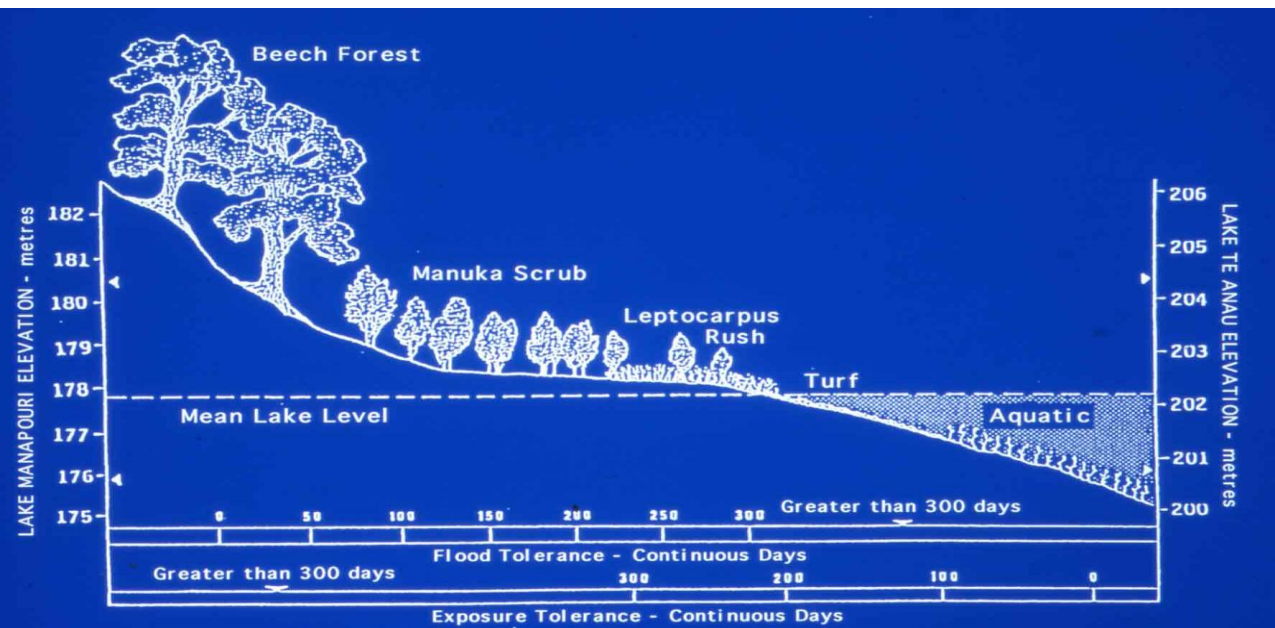 Beech Forest
Manuka Scrub
Leptocarpus
Rush
Turf
Mean Lake Level
Aquatic
LAKE MANAPOURI ELEVATION - metres
182
181
180
179
178
177
176
175
LAKE TE ANAU ELEVATION - metres
206
205
204
203
202
201
200
0 50 100 150 200 250 300 Greater than 300 days
Flood Tolerance - Continuous Days
Greater than 300 days 300 200 100 0
Exposure Tolerance - Continuous Days